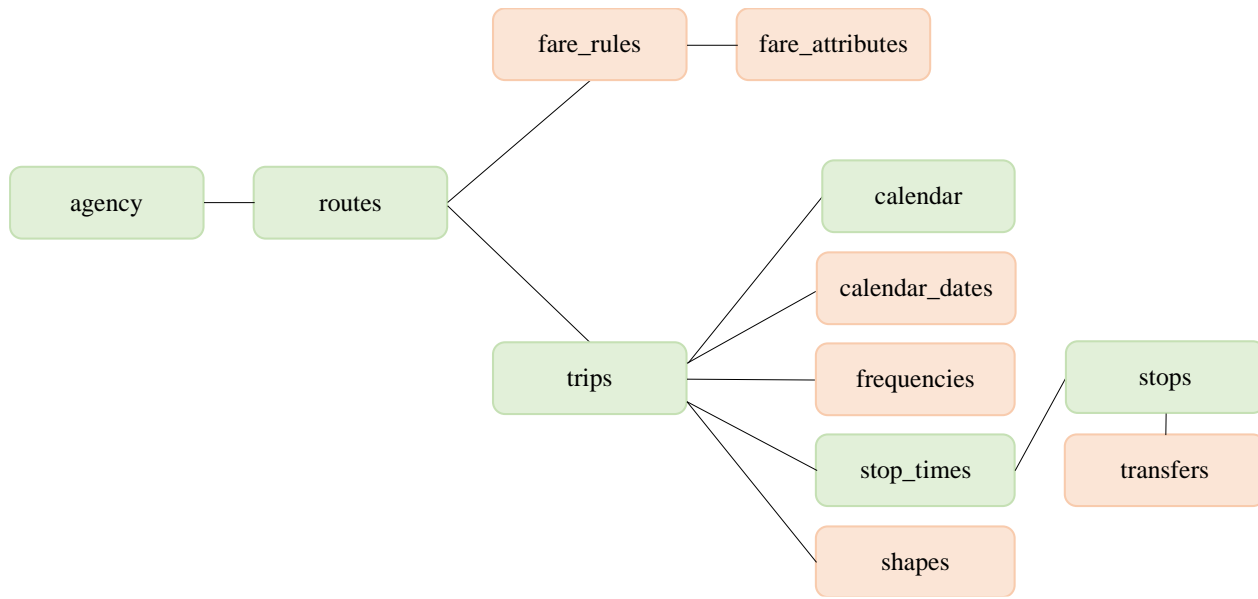 fare_rules
fare_attributes
agency
routes
calendar
calendar_dates
trips
frequencies
stops
stop_times
transfers
shapes